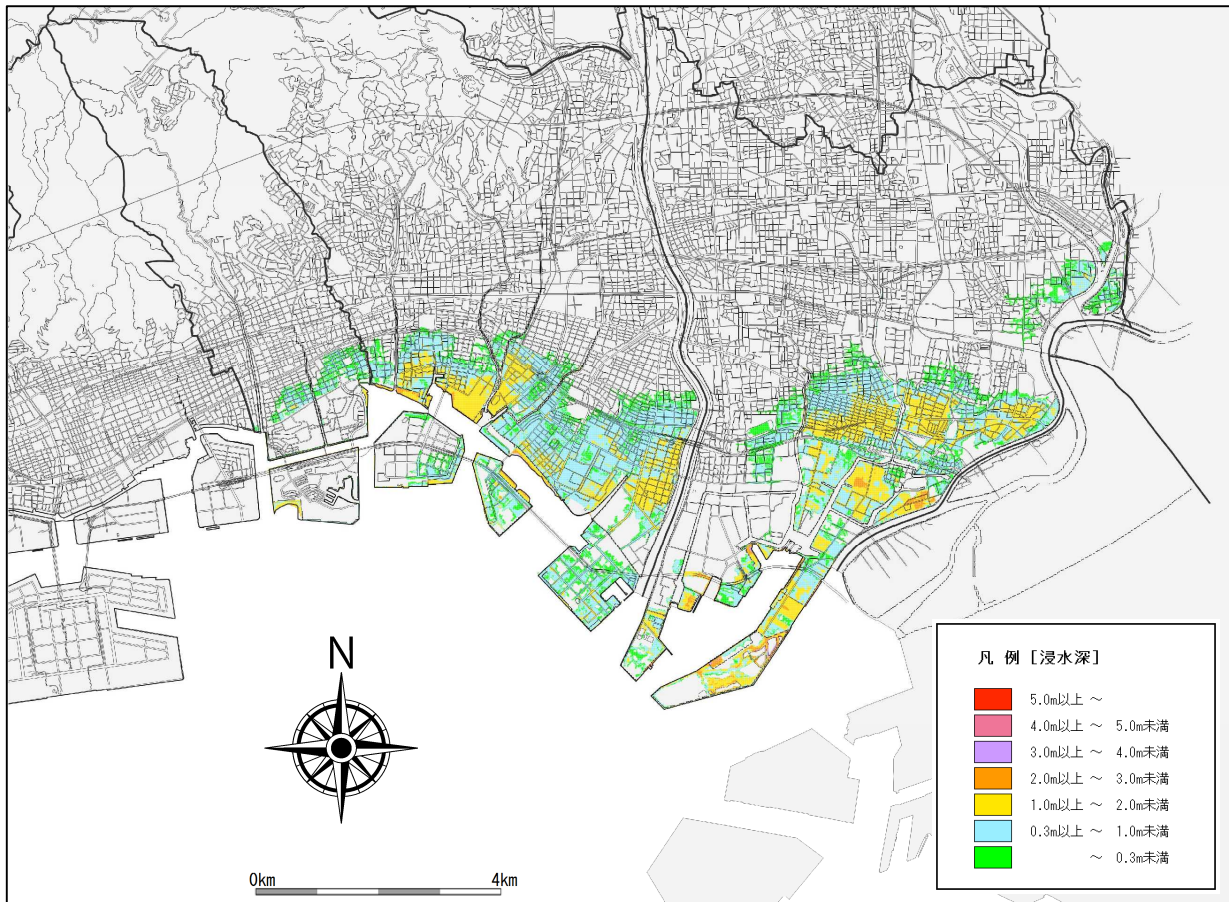 N
0km 4km
凡 例 [浸水深]
5.0m以上 ～
4.0m以上 ～ 5.0m未満
3.0m以上 ～ 4.0m未満
2.0m以上 ～ 3.0m未満
1.0m以上 ～ 2.0m未満
0.3m以上 ～ 1.0m未満
～ 0.3m未満